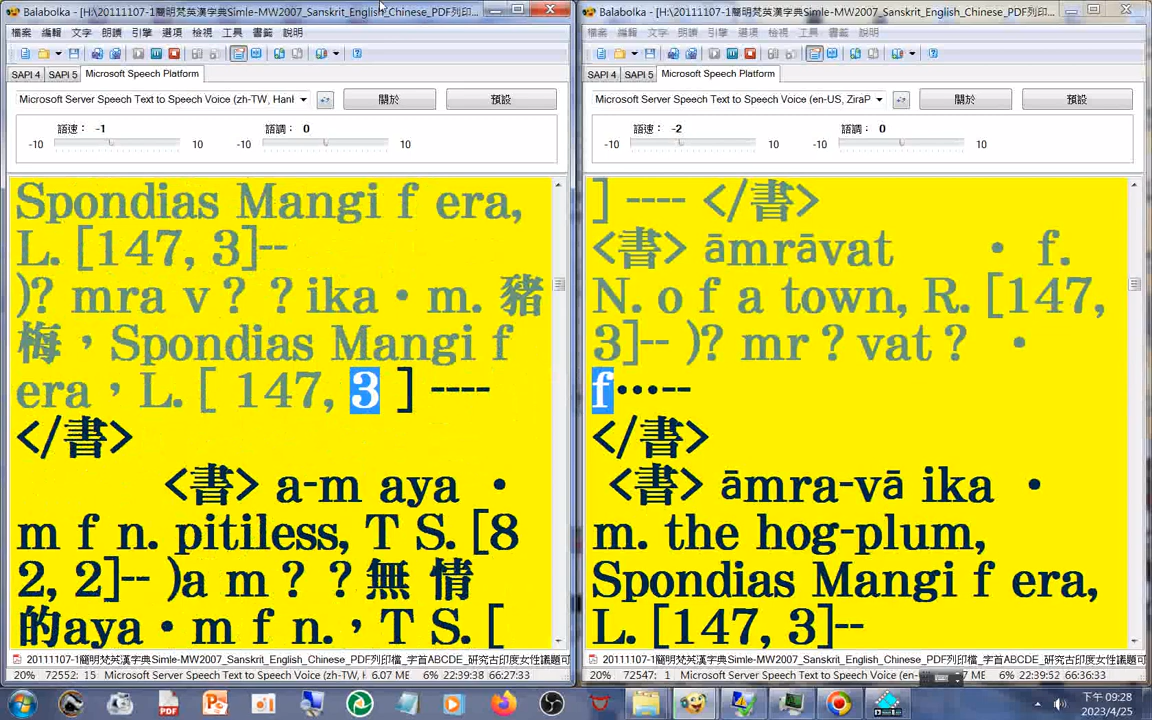 Balabolka - [H:\20111107-1簡明梵英漢字典Simle-MW2007_Sanskrit_English_Chinese_PDF列印...
檔案 編輯 文字 朗讀 引擎 選項 檢視 工具 書籤 說明
SAPI 4 SAPI 5 Microsoft Speech Platform
Microsoft Server Speech Text to Speech Voice (zh-TW, Hanl
關於 預設
語速: -1 語調: 0
-10 10 -10 10
Spondias Mangi f era,
L. [147, 3]--
)? mra v ? ? ika • m. 豬
梅，Spondias Mangi f
era，L. [ 147, 3 ] ----
</書>
<書> a-m aya •
m f n. pitiless, T S. [8
2, 2]-- )a m ? ? 無 情
的aya • m f n.，T S. [
20111107-1簡明梵英漢字典Simle-MW2007_Sanskrit_English_Chinese_PDF列印檔_字首ABCDE_研究古印度女性議題可
20% 72552: 15 Microsoft Server Speech Text to Speech Voice (zh-TW, H 6.07 MB 6% 22:39:38 66:27:33
Balabolka - [H:\20111107-1簡明梵英漢字典Simle-MW2007_Sanskrit_English_Chinese_PDF列印...
檔案 編輯 文字 朗讀 引擎 選項 檢視 工具 書籤 說明
SAPI 4 SAPI 5 Microsoft Speech Platform
Microsoft Server Speech Text to Speech Voice (en-US, ZiraP
關於 預設
語速: -2 語調: 0
-10 10 -10 10
] ---- </書>
<書> āmrāvat • f.
N. o f a town, R. [147,
3]-- )? mr ? vat ? •
f•••--
</書>
<書> āmra-vā ika •
m. the hog-plum,
Spondias Mangi f era,
L. [147, 3]--
20111107-1簡明梵英漢字典Simle-MW2007_Sanskrit_English_Chinese_PDF列印檔_字首ABCDE_研究古印度女性議題可
20% 72547: 1 Microsoft Server Speech Text to Speech Voice 6% 22:39:52 66:36:33
下午 09:28
2023/4/25